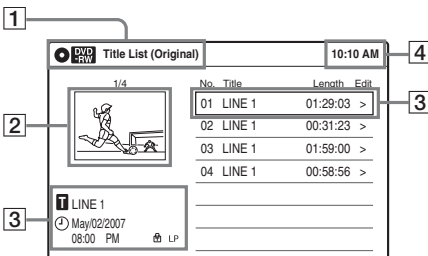 1
DVD -RW Title List (Original) 10:10 AM 4
1/4 No. Title Length Edit
01 LINE 1 01:29:03 > 3
2 02 LINE 1 00:31:23 >
03 LINE 1 01:59:00 >
04 LINE 1 00:58:56 >
3 T LINE 1
May/02/2007
08:00 PM LP